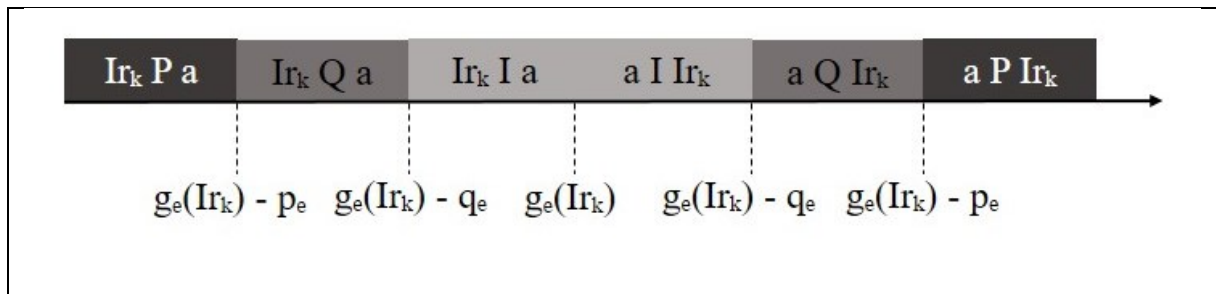 Irₖ P a Irₖ Q a Irₖ I a a I Irₖ a Q Irₖ a P Irₖ
gₑ(Irₖ) - pₑ gₑ(Irₖ) - qₑ gₑ(Irₖ) gₑ(Irₖ) - qₑ gₑ(Irₖ) - pₑ